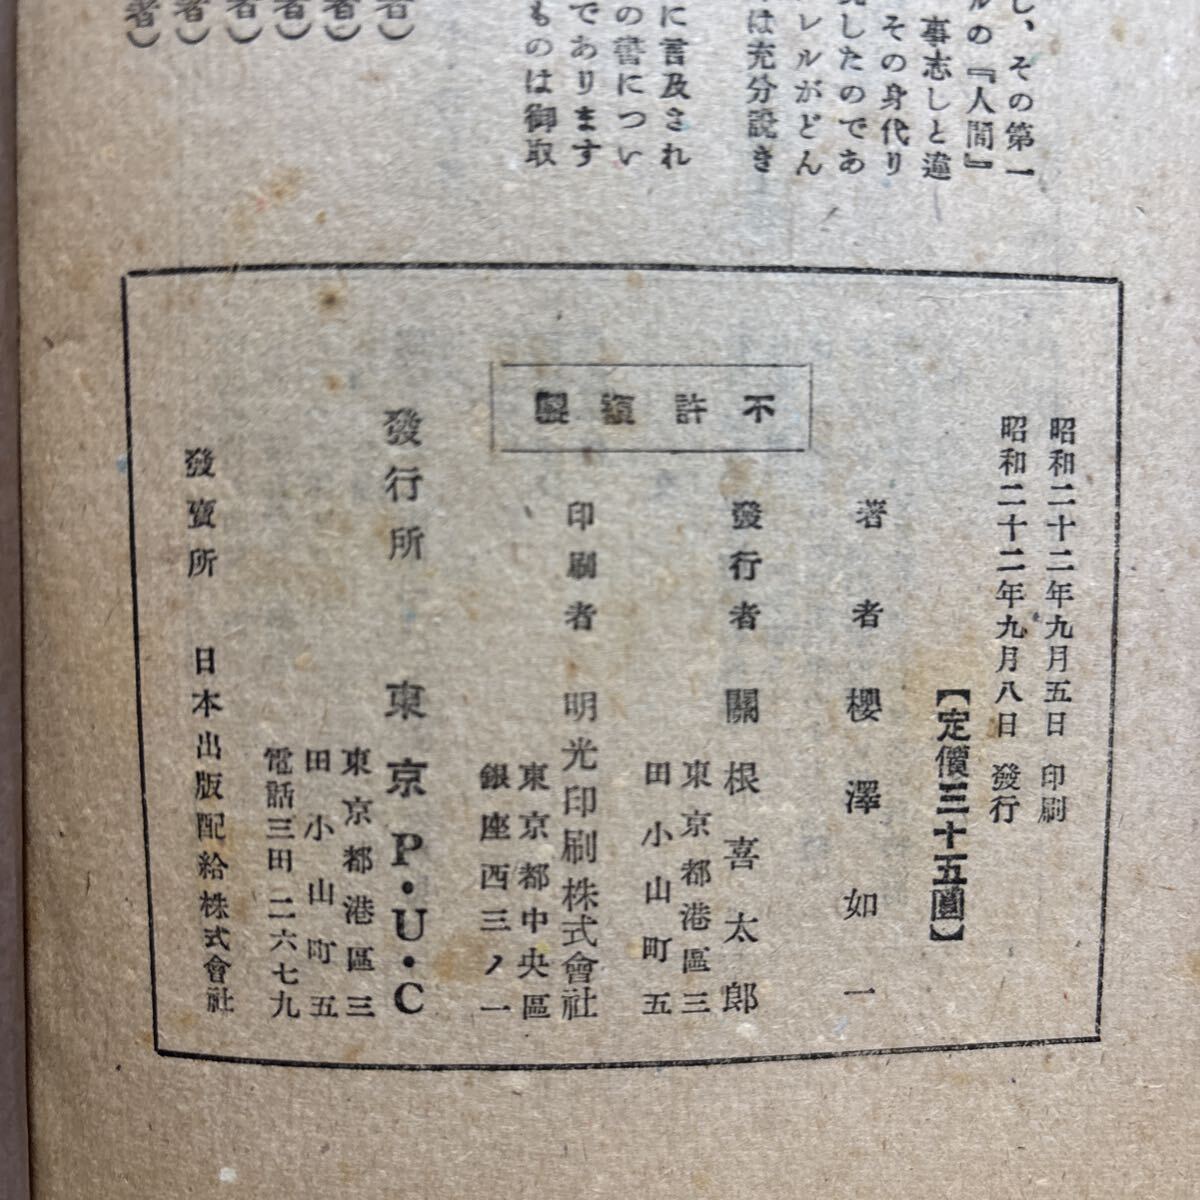 し、その第一
ルの『人間』
事志しと違
その身代り
したのであ
レルがどん
は充分説き
に言及され
の書につい
であります
ものは御取
者)
者)
者)
者)
者)
者)
昭和二十二年九月五日 印刷
昭和二十二年九月八日 發行
【定價三十五圓】
著者 櫻澤如一
不許複製
發行者 關根喜太郎
東京都港區三
田小山町五
印刷者 明光印刷株式會社
東京都中央區
銀座西三ノ一
發行所 東京P・U・C
東京都港區三
田小山町五
電話三田二六七九
發賣所 日本出版配給株式會社